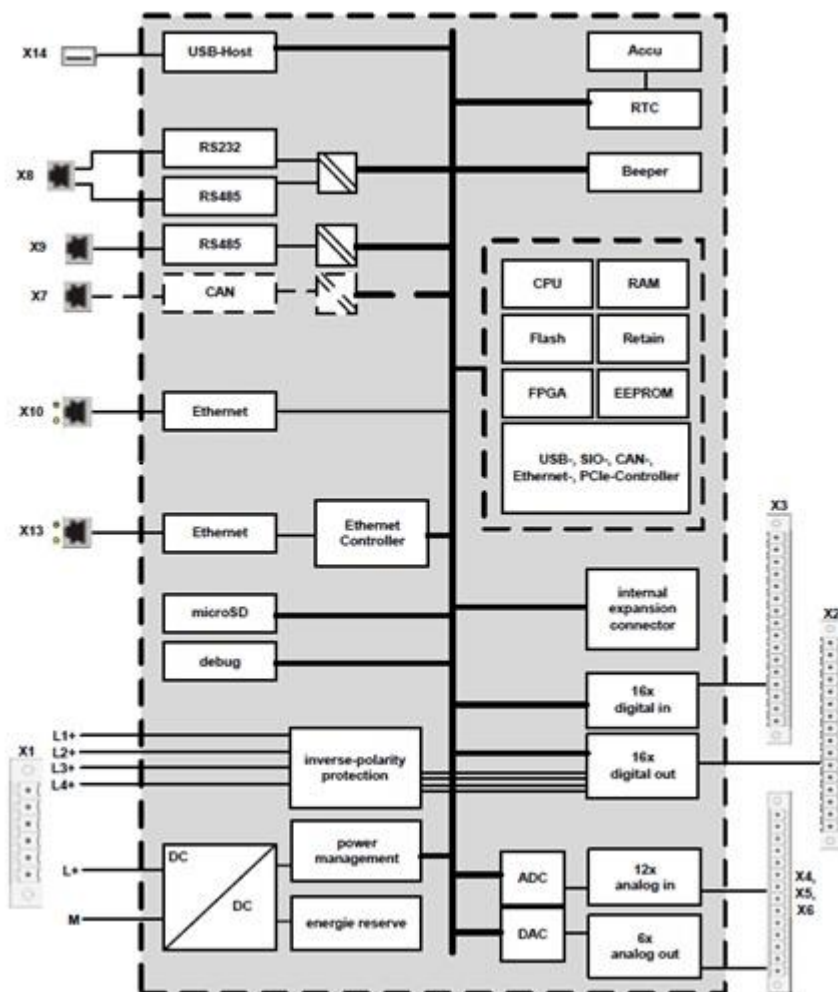 X14
USB-Host
Accu
RTC
X8
RS232
RS485
Beeper
X9
RS485
X7
CAN
CPU
RAM
Flash
Retain
FPGA
EEPROM
USB-, SIO-, CAN-,
Ethernet-, PCIe-Controller
X10
Ethernet
X13
Ethernet
Ethernet
Controller
X3
microSD
debug
internal
expansion
connector
X2
16x
digital in
X1
L1+
L2+
L3+
L4+
inverse-polarity
protection
16x
digital out
L+
M
DC
DC
power
management
energie reserve
ADC
DAC
12x
analog in
6x
analog out
X4,
X5,
X6